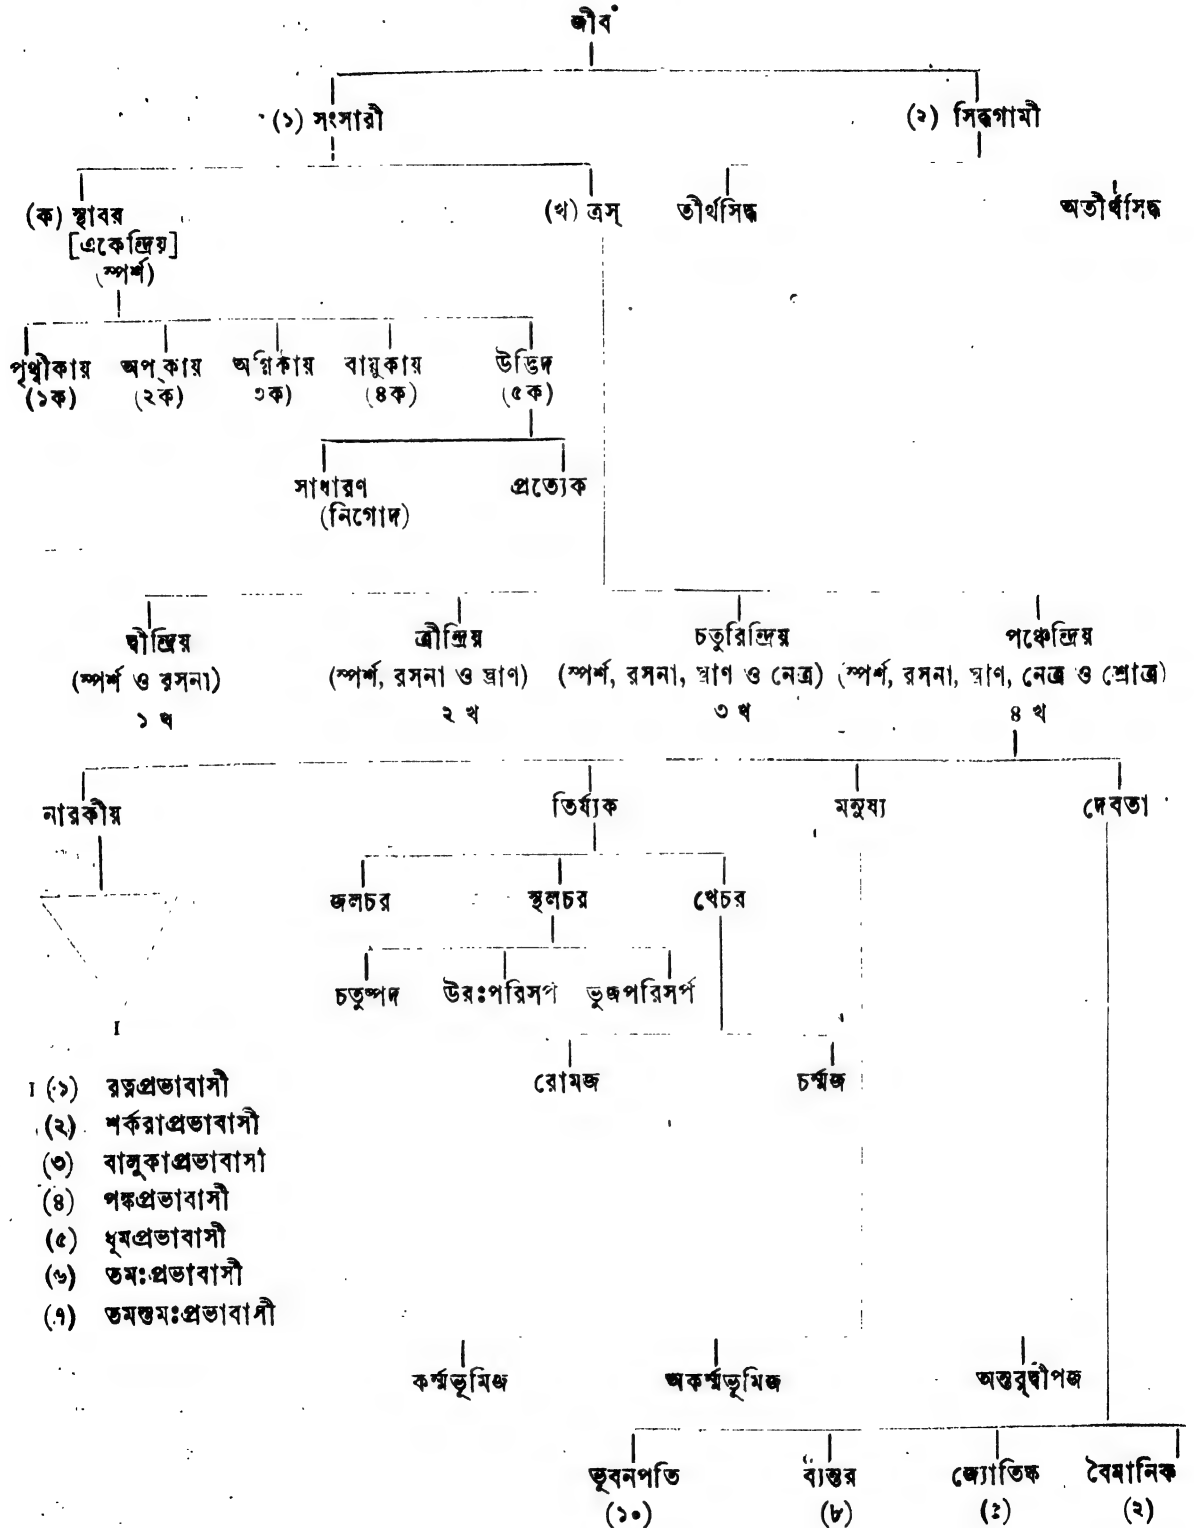 জীব
(১) সংসারী (২) সিদ্ধগামী
(ক) স্থাবর (খ) ত্রস্ তীর্থসিদ্ধ অতীর্থসিদ্ধ
[একেন্দ্রিয়]
(স্পর্শ)
পৃথ্বীকায় অপ্‌কায় অগ্নিকায় বায়ুকায় উদ্ভিদ
(১ক) (২ক) ৩ক) (৪ক) (৫ক)
সাধারণ প্রত্যেক
(নিগোদ)
দ্বীন্দ্রিয় ত্রীন্দ্রিয় চতুরিন্দ্রিয় পঞ্চেন্দ্রিয়
(স্পর্শ ও রসনা) (স্পর্শ, রসনা ও ঘ্রাণ) (স্পর্শ, রসনা, ঘ্রাণ ও নেত্র) (স্পর্শ, রসনা, ঘ্রাণ, নেত্র ও শ্রোত্র)
১ খ ২ খ ৩ খ ৪ খ
নারকীয় তির্য্যক মনুষ্য দেবতা
জলচর স্থলচর খেচর
চতুষ্পদ উরঃপরিসর্প ভুজপরিসর্প
I
রোমজ চর্ম্মজ
I (১) রত্নপ্রভাবাসী
(২) শর্করাপ্রভাবাসী
(৩) বালুকাপ্রভাবাসী
(৪) পঙ্কপ্রভাবাসী
(৫) ধূমপ্রভাবাসী
(৬) তমঃপ্রভাবাসী
(৭) তমস্তমঃপ্রভাবাসী
কর্ম্মভূমিজ অকর্ম্মভূমিজ অন্তর্দ্বীপজ
ভুবনপতি ব্যন্তর জ্যোতিষ্ক বৈমানিক
(১০) (৮) (২)